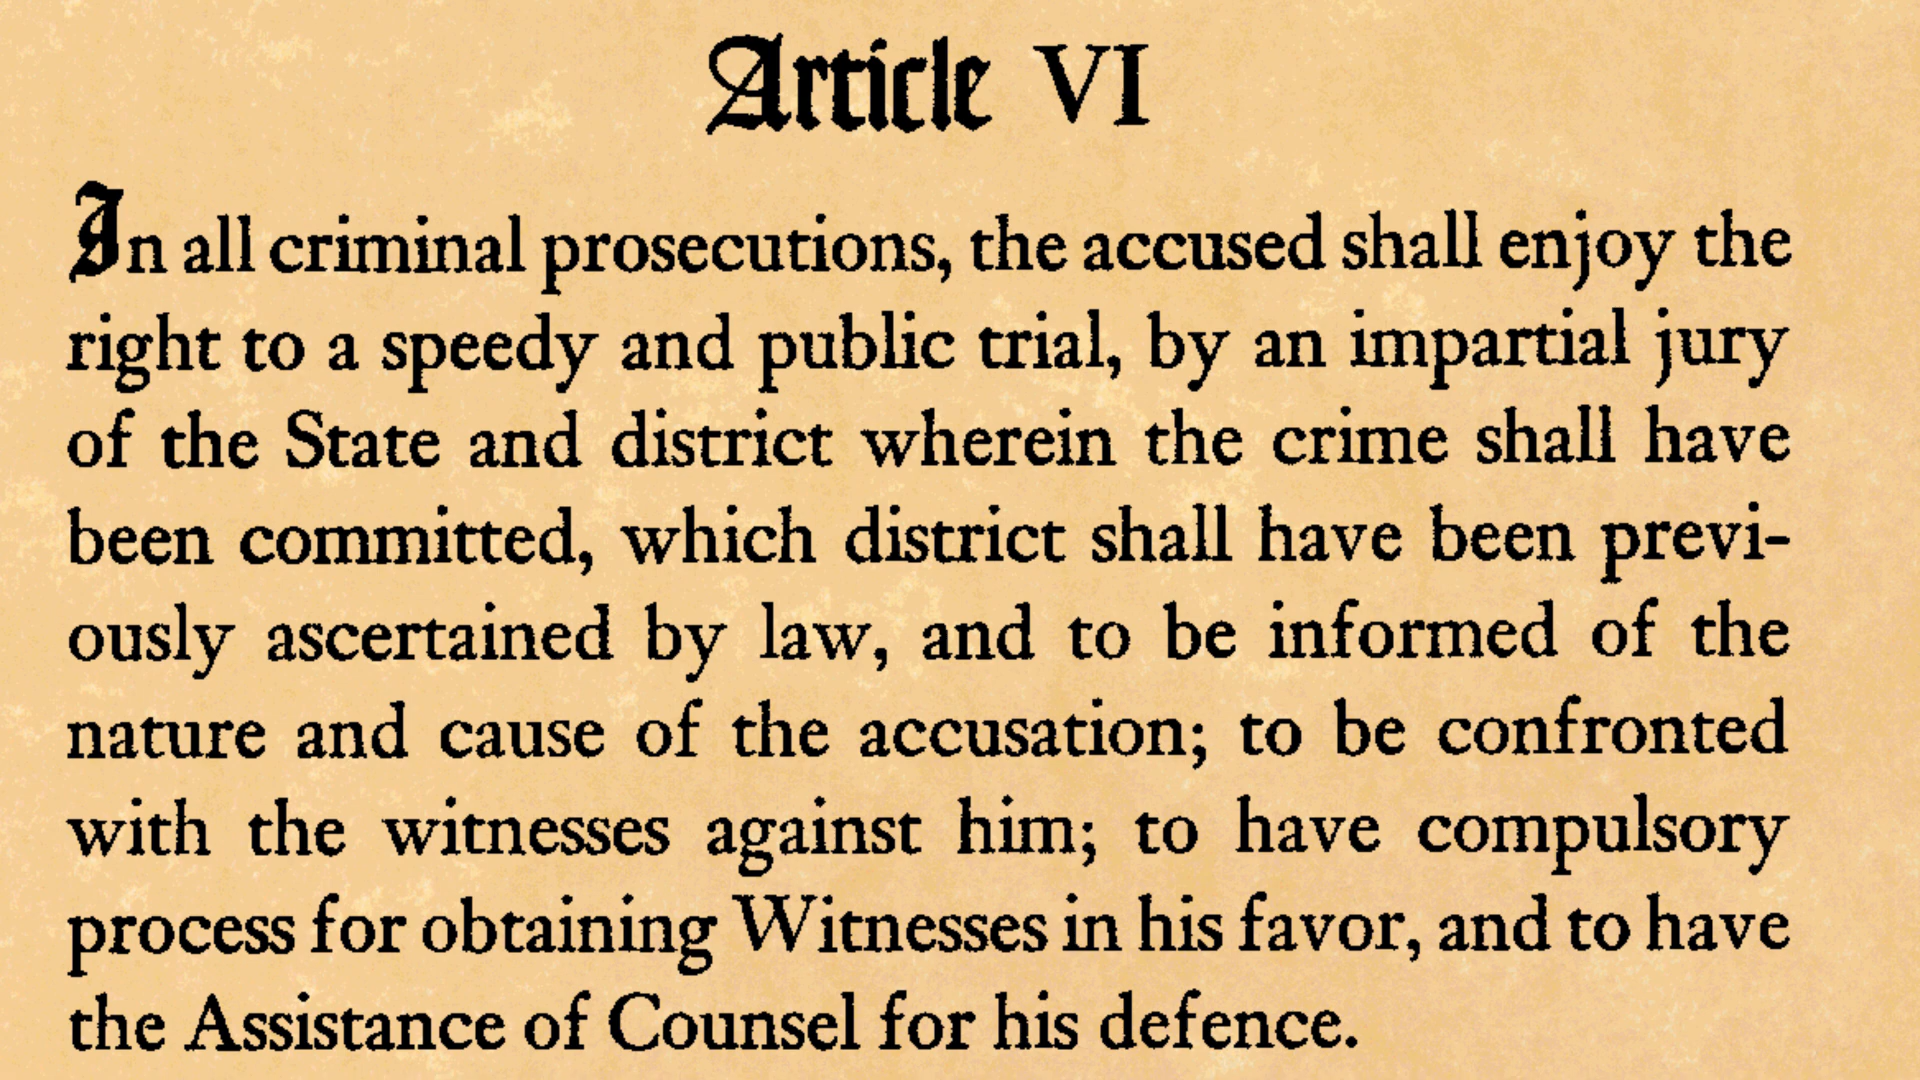 Article VI
In all criminal prosecutions, the accused shall enjoy the
right to a speedy and public trial, by an impartial jury
of the State and district wherein the crime shall have
been committed, which district shall have been previ-
ously ascertained by law, and to be informed of the
nature and cause of the accusation; to be confronted
with the witnesses against him; to have compulsory
process for obtaining Witnesses in his favor, and to have
the Assistance of Counsel for his defence.